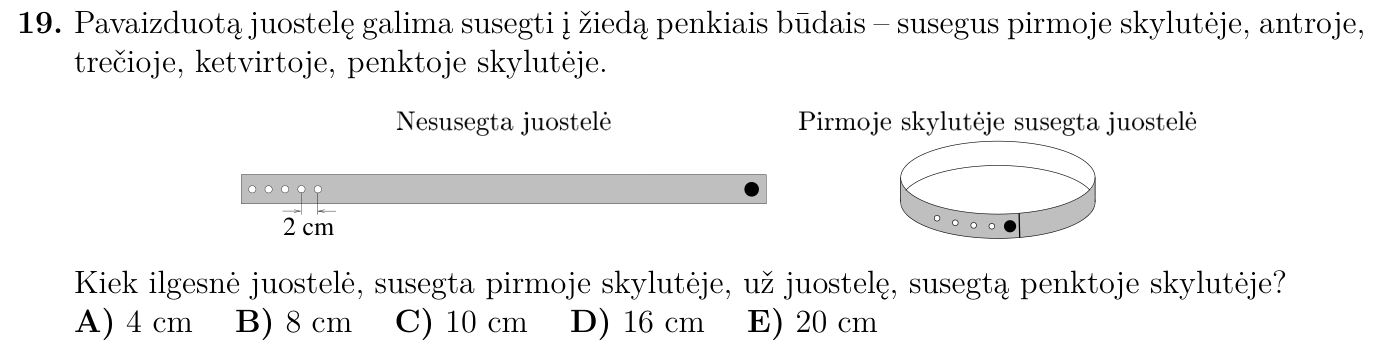 19. Pavaizduotą juostelę galima susegti į žiedą penkiais būdais – susegus pirmoje skylutėje, antroje,
trečioje, ketvirtoje, penktoje skylutėje.
Nesusegta juostelė
Pirmoje skylutėje susegta juostelė
2 cm
Kiek ilgesnė juostelė, susegta pirmoje skylutėje, už juostelę, susegtą penktoje skylutėje?
A) 4 cm B) 8 cm C) 10 cm D) 16 cm E) 20 cm